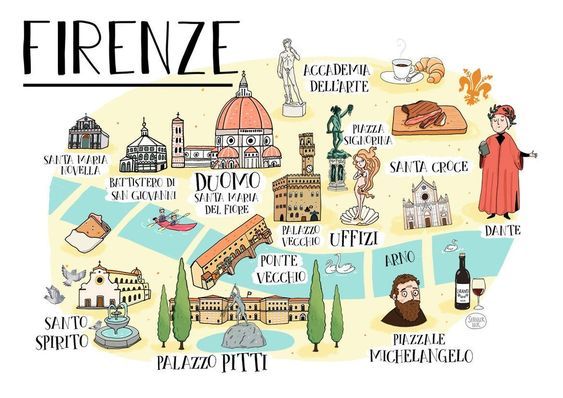 FIRENZE
ACCADEMIA
DELL'ARTE
PIAZZA
SIGNORINA
SANTA MARIA
NOVELLA
BATTISTERO DI
SAN GIOVANNI
DUOMO
SANTA MARIA
DEL FIORE
PALAZZO
VECCHIO
UFFIZI
SANTA CROCE
DANTE
PONTE
VECCHIO
ARNO
SANTO
SPIRITO
PALAZZO PITTI
PIAZZALE
MICHELANGELO